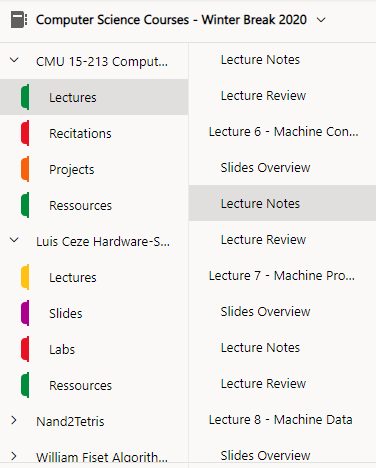 Computer Science Courses - Winter Break 2020
CMU 15-213 Comput...
Lectures
Recitations
Projects
Ressources
Luis Ceze Hardware-S...
Lectures
Slides
Labs
Ressources
Nand2Tetris
William Fiset Algorith...
Lecture Notes
Lecture Review
Lecture 6 - Machine Con...
Slides Overview
Lecture Notes
Lecture Review
Lecture 7 - Machine Pro...
Slides Overview
Lecture Notes
Lecture Review
Lecture 8 - Machine Data
Slides Overview